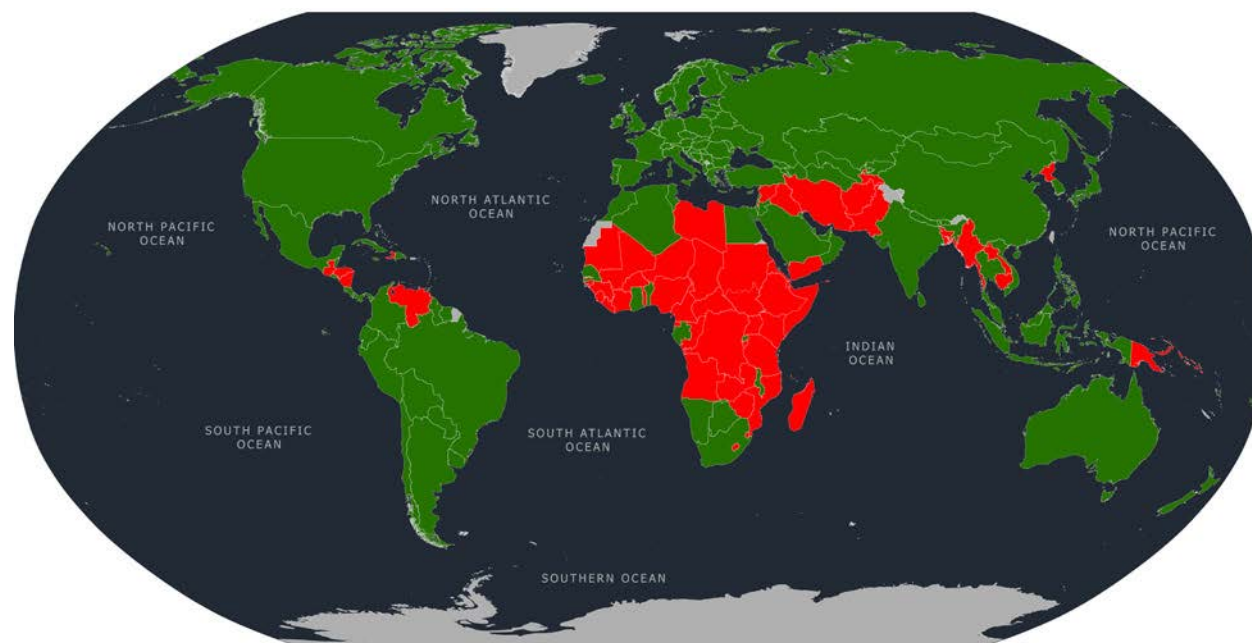 NORTH ATLANTIC
OCEAN
NORTH PACIFIC
OCEAN
NORTH PACIFIC
OCEAN
INDIAN
OCEAN
SOUTH PACIFIC
OCEAN
SOUTH ATLANTIC
OCEAN
SOUTHERN OCEAN